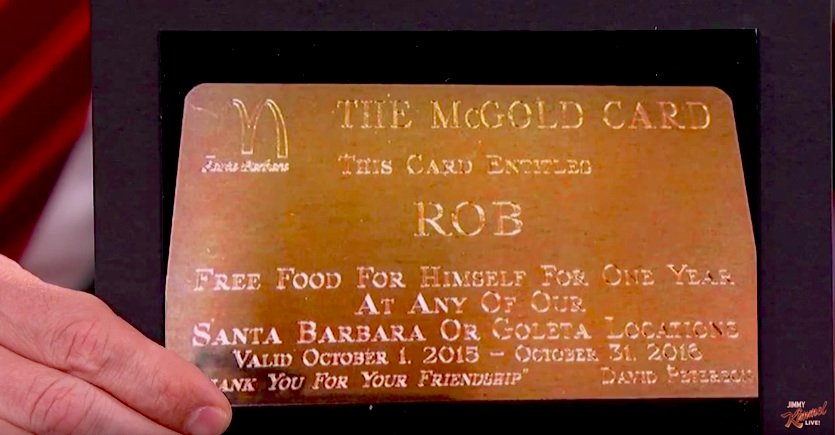 THE McGOLD CARD
Santa Barbara
THIS CARD ENTITLES
ROB
FREE FOOD FOR HIMSELF FOR ONE YEAR
AT ANY OF OUR
SANTA BARBARA OR GOLETA LOCATIONS
VALID OCTOBER 1, 2015 – OCTOBER 31, 2016
YOU FOR YOUR FRIENDSHIP" DAVID PETERSON
JIMMY
Kimmel
LIVE!